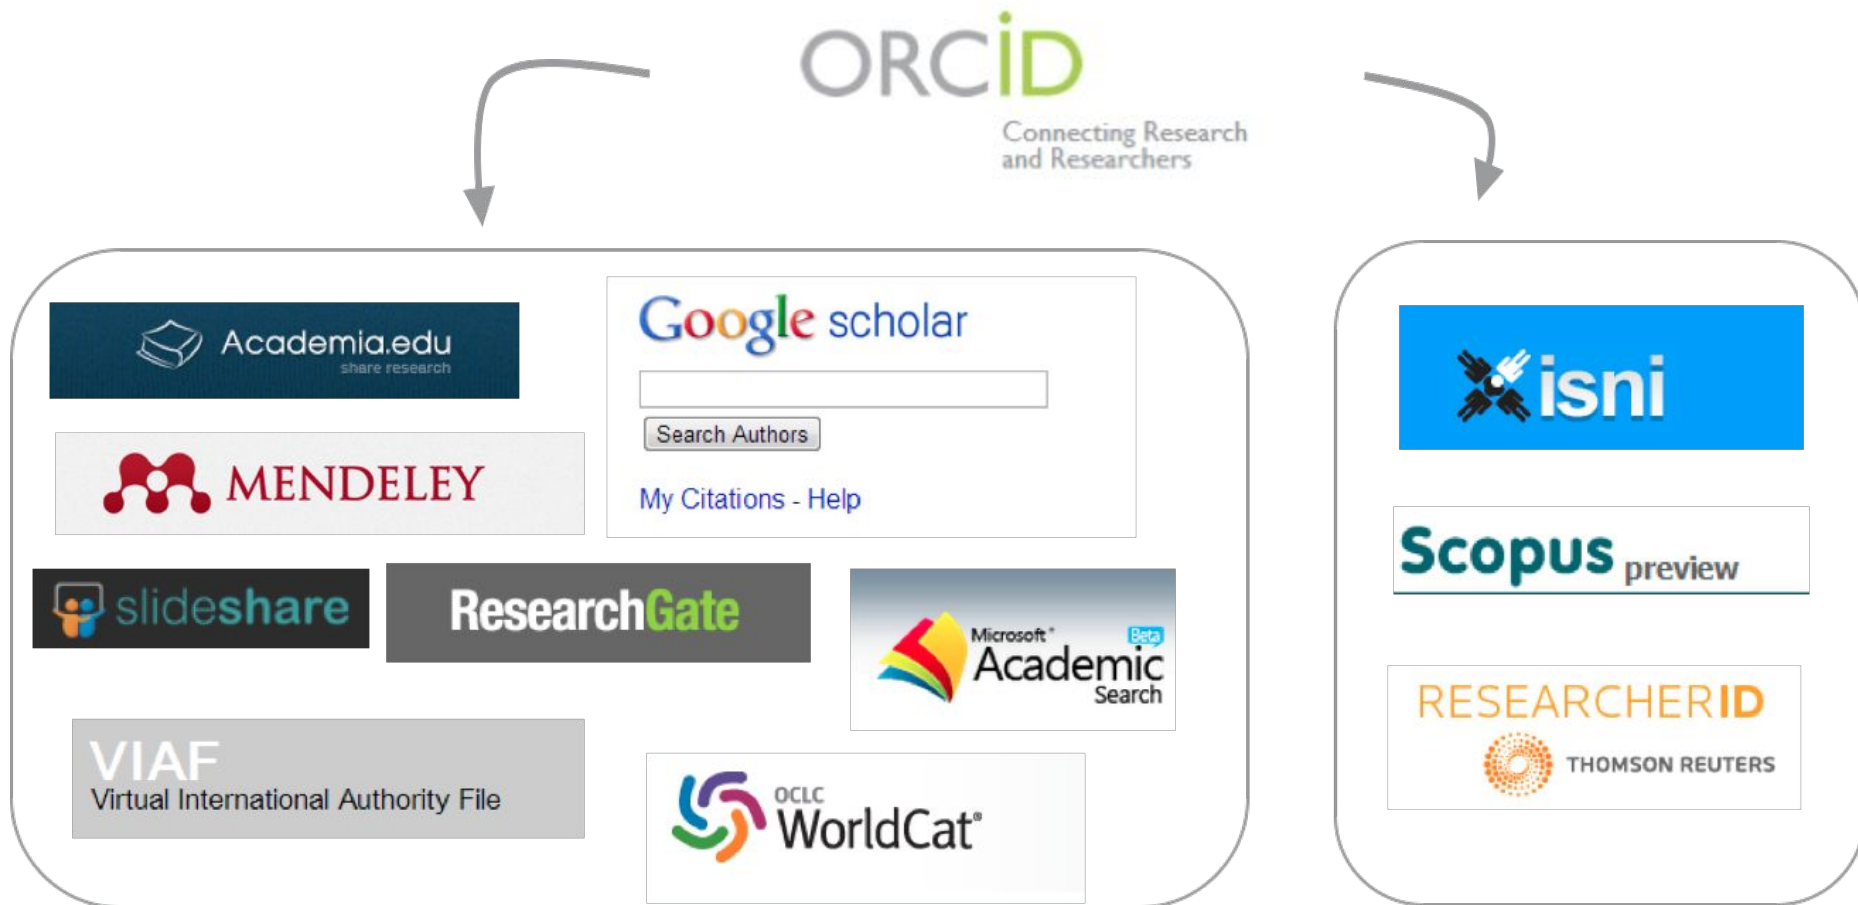 ORCID
Connecting Research
and Researchers
Academia.edu
share research
MENDELEY
slideshare
ResearchGate
VIAF
Virtual International Authority File
Google scholar
Search Authors
My Citations - Help
Microsoft®
Academic Beta
Search
OCLC
WorldCat®
isni
Scopus preview
RESEARCHERID
THOMSON REUTERS